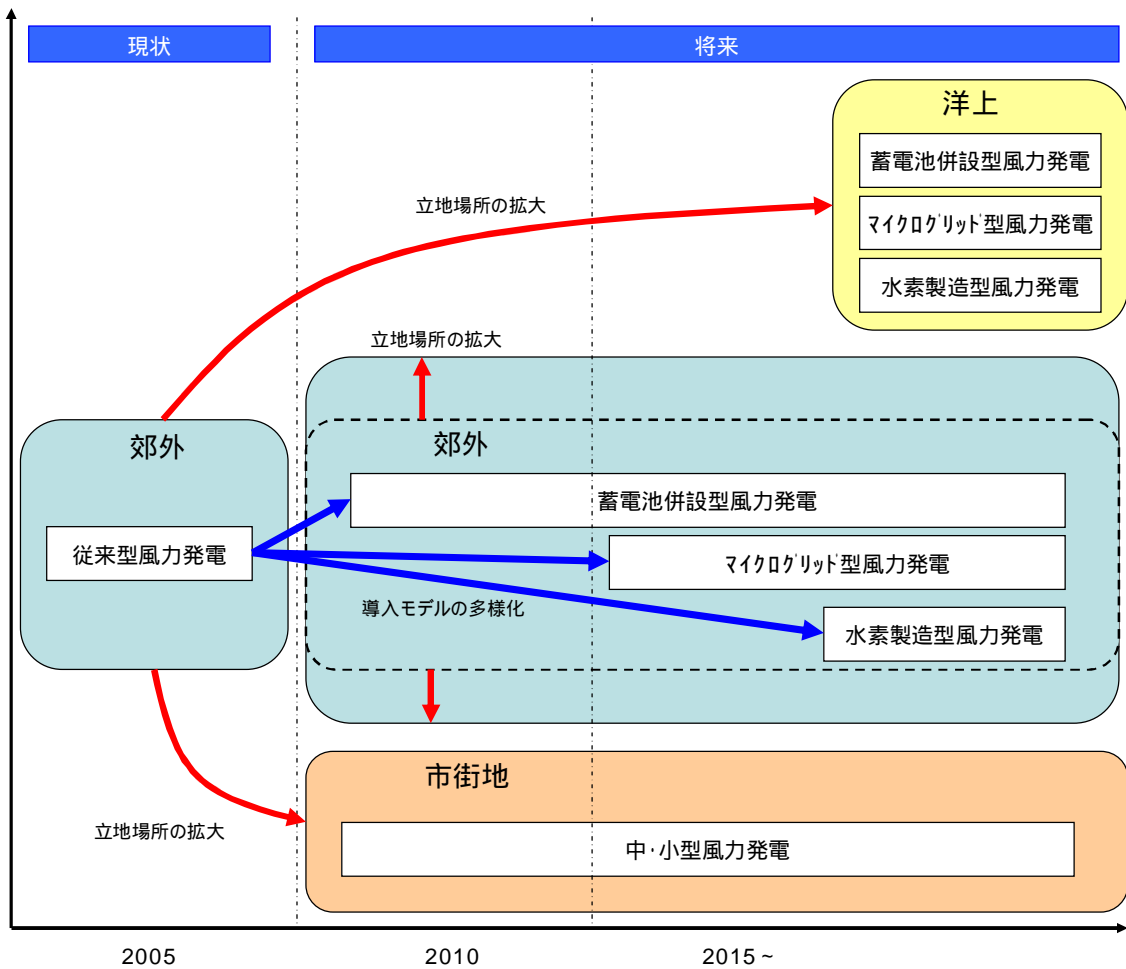 現状
将来
洋上
蓄電池併設型風力発電
ﾏｲｸﾛｸﾞﾘｯﾄﾞ型風力発電
水素製造型風力発電
立地場所の拡大
立地場所の拡大
郊外
従来型風力発電
郊外
蓄電池併設型風力発電
ﾏｲｸﾛｸﾞﾘｯﾄﾞ型風力発電
導入モデルの多様化
水素製造型風力発電
市街地
立地場所の拡大
中･小型風力発電
2005
2010
2015～